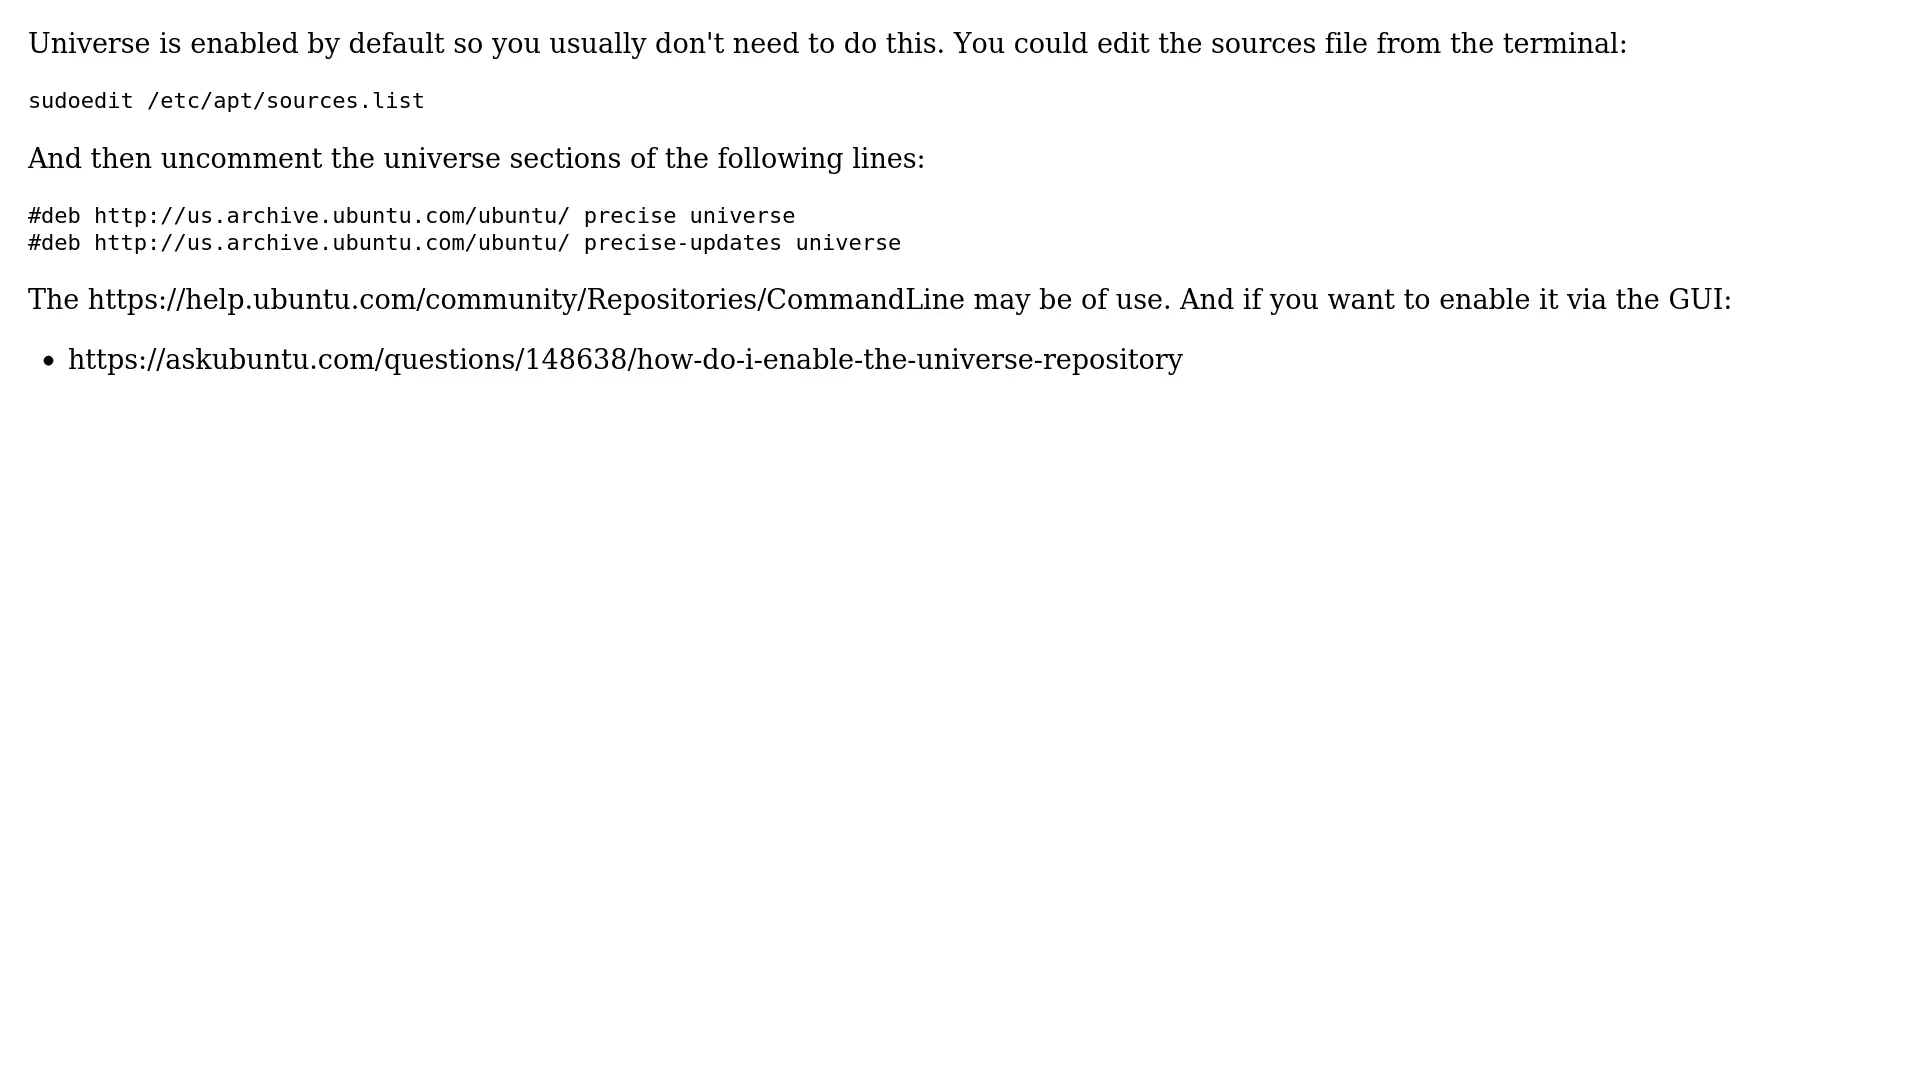 Universe is enabled by default so you usually don't need to do this. You could edit the sources file from the terminal:
sudoedit /etc/apt/sources.list
And then uncomment the universe sections of the following lines:
#deb http://us.archive.ubuntu.com/ubuntu/ precise universe
#deb http://us.archive.ubuntu.com/ubuntu/ precise-updates universe
The https://help.ubuntu.com/community/Repositories/CommandLine may be of use. And if you want to enable it via the GUI:
• https://askubuntu.com/questions/148638/how-do-i-enable-the-universe-repository